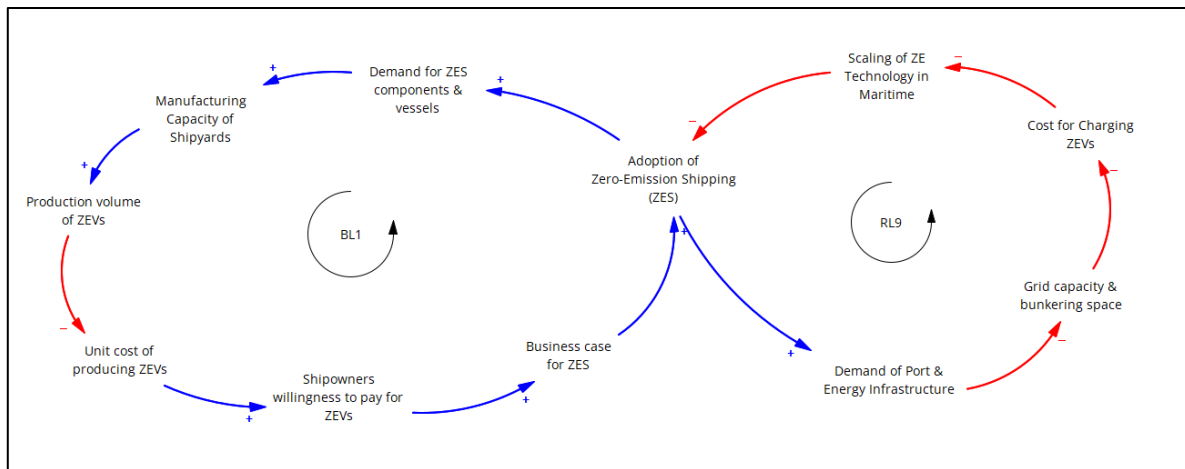 Scaling of ZE
Technology in
Maritime
−
+
Demand for ZES
components &
vessels
+
Manufacturing
Capacity of
Shipyards
−
Cost for Charging
ZEVs
+
Adoption of
Zero-Emission Shipping
(ZES)
−
−
Production volume
of ZEVs
BL1
RL9
+
Grid capacity &
bunkering space
−
Unit cost of
producing ZEVs
−
Business case
for ZES
+
Demand of Port &
Energy Infrastructure
Shipowners
willingness to pay for
ZEVs
+
+